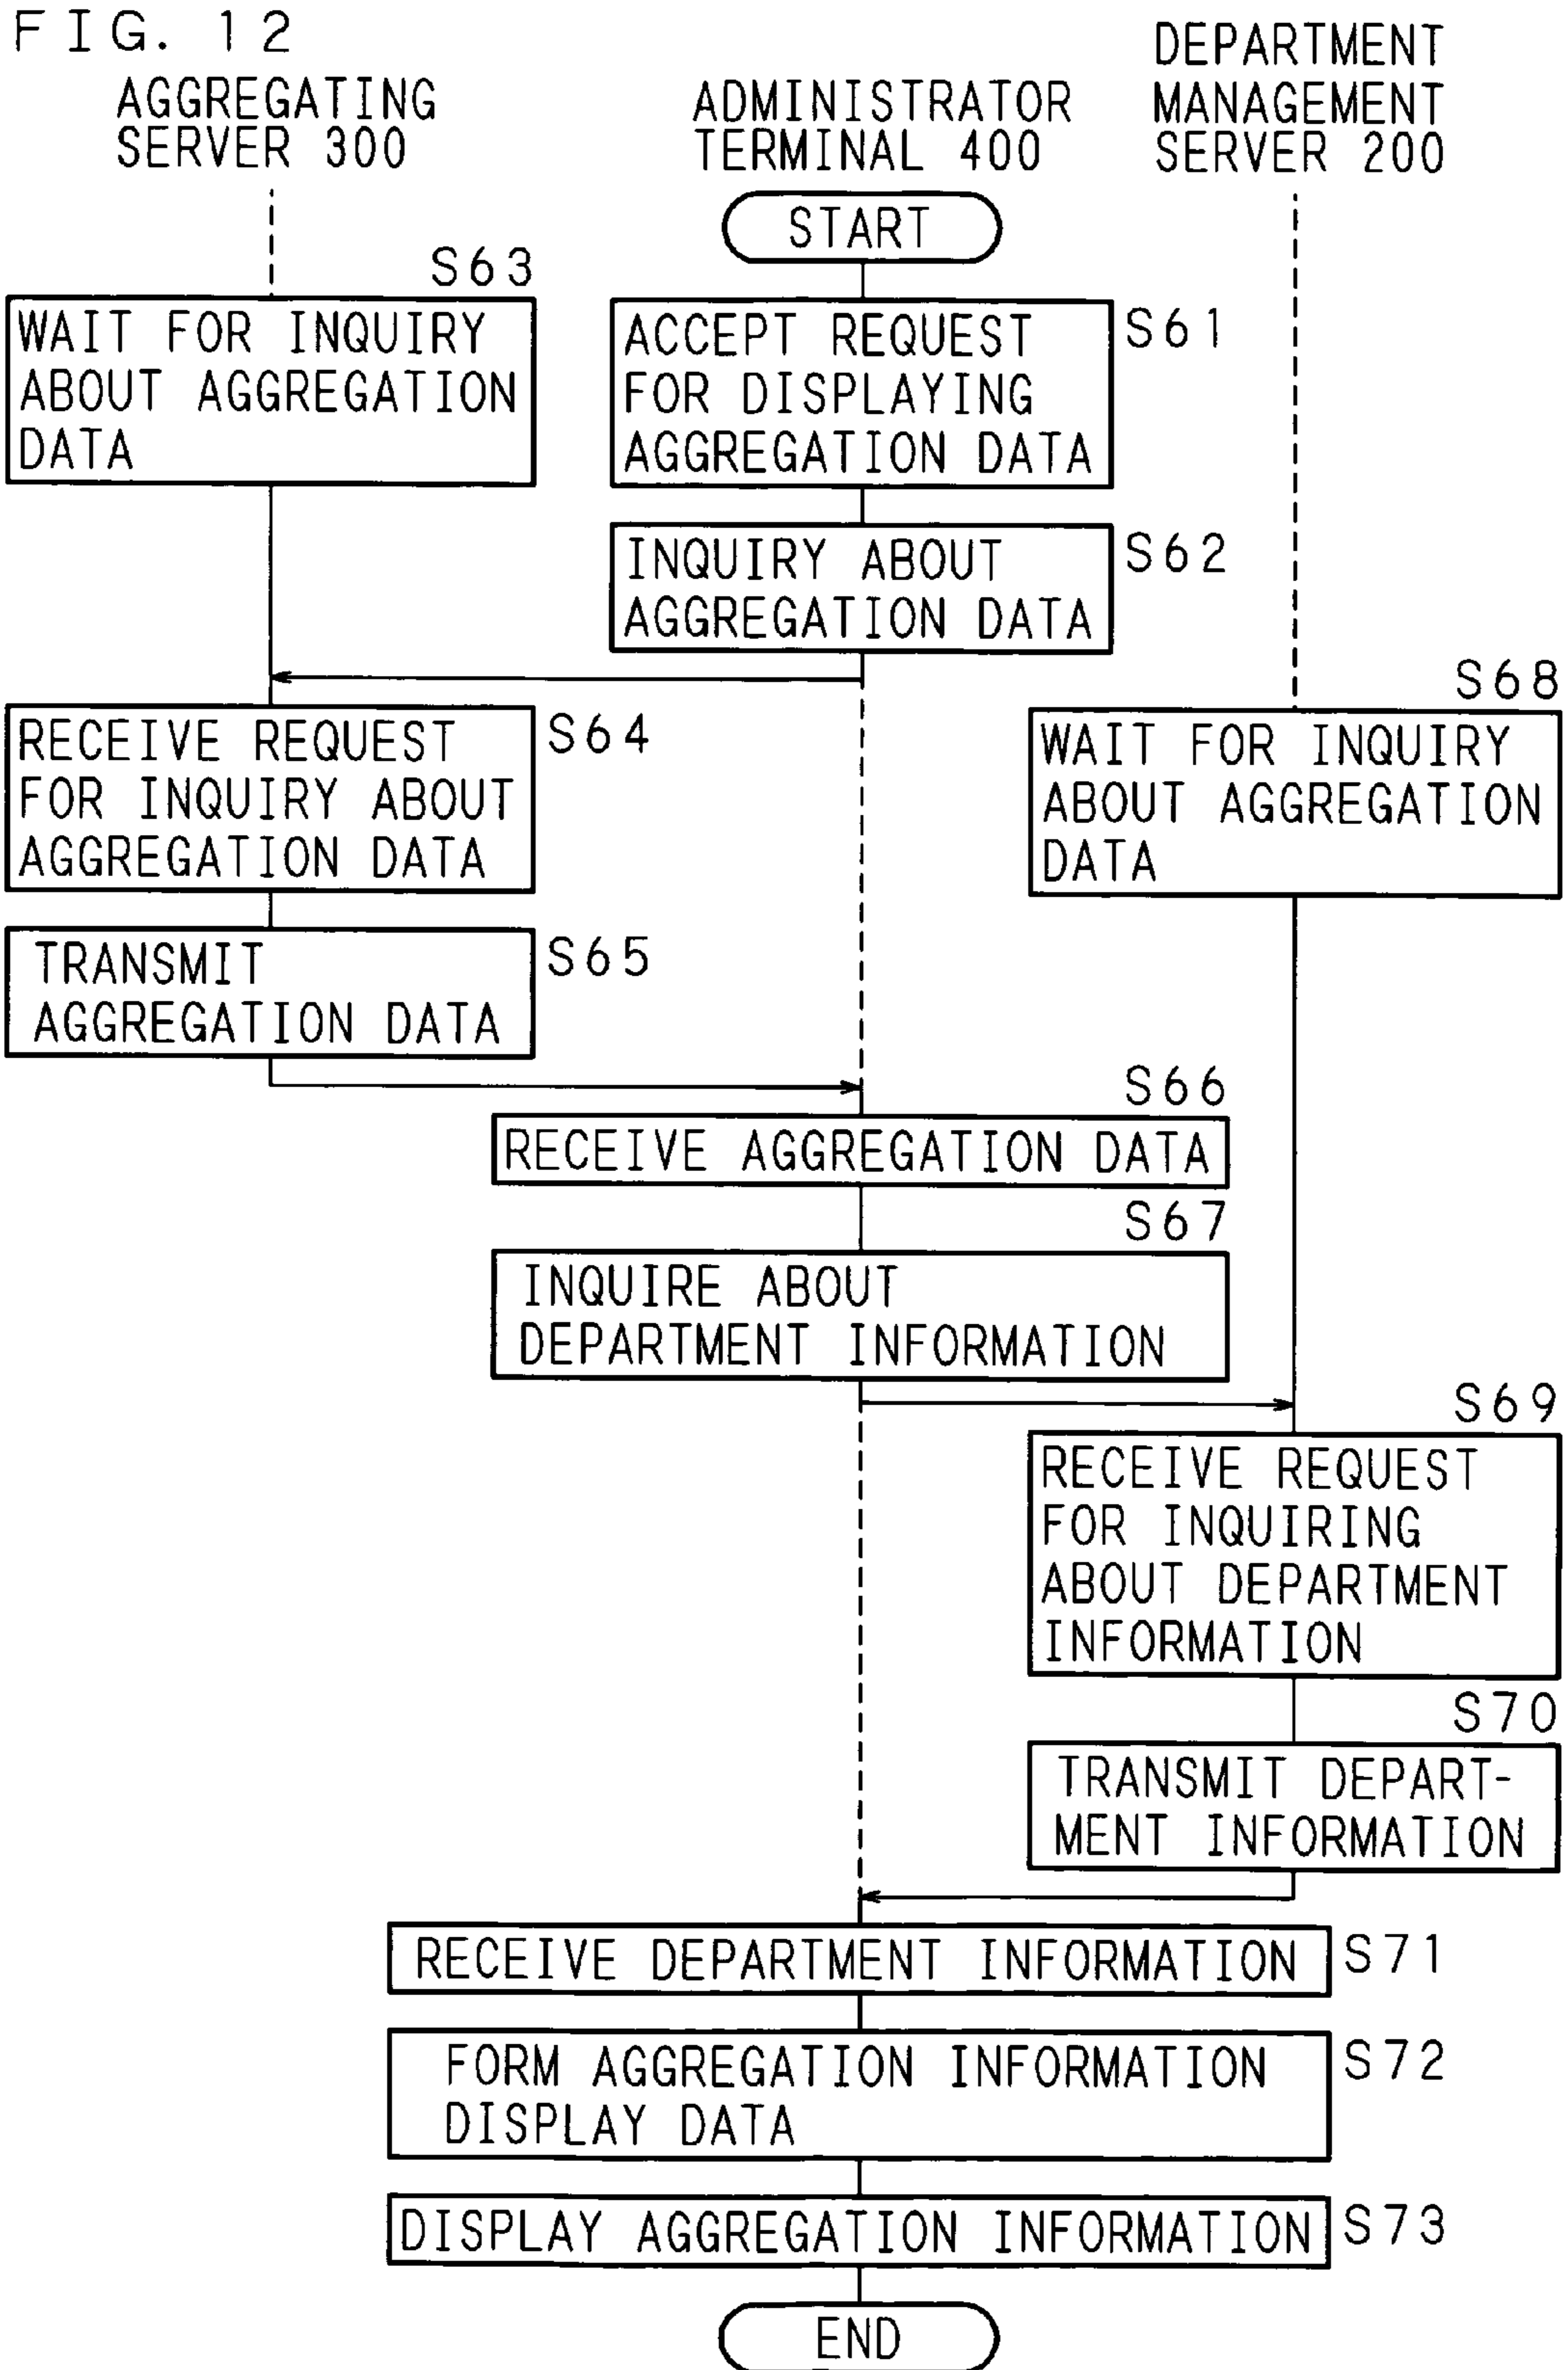 FIG. 12
AGGREGATING
SERVER 300
ADMINISTRATOR
TERMINAL 400
DEPARTMENT
MANAGEMENT
SERVER 200
START
S63
WAIT FOR INQUIRY
ABOUT AGGREGATION
DATA
ACCEPT REQUEST
FOR DISPLAYING
AGGREGATION DATA
S61
INQUIRY ABOUT
AGGREGATION DATA
S62
RECEIVE REQUEST
FOR INQUIRY ABOUT
AGGREGATION DATA
S64
S68
WAIT FOR INQUIRY
ABOUT AGGREGATION
DATA
TRANSMIT
AGGREGATION DATA
S65
S66
RECEIVE AGGREGATION DATA
S67
INQUIRE ABOUT
DEPARTMENT INFORMATION
S69
RECEIVE REQUEST
FOR INQUIRING
ABOUT DEPARTMENT
INFORMATION
S70
TRANSMIT DEPART-
MENT INFORMATION
RECEIVE DEPARTMENT INFORMATION
S71
FORM AGGREGATION INFORMATION
DISPLAY DATA
S72
DISPLAY AGGREGATION INFORMATION
S73
END